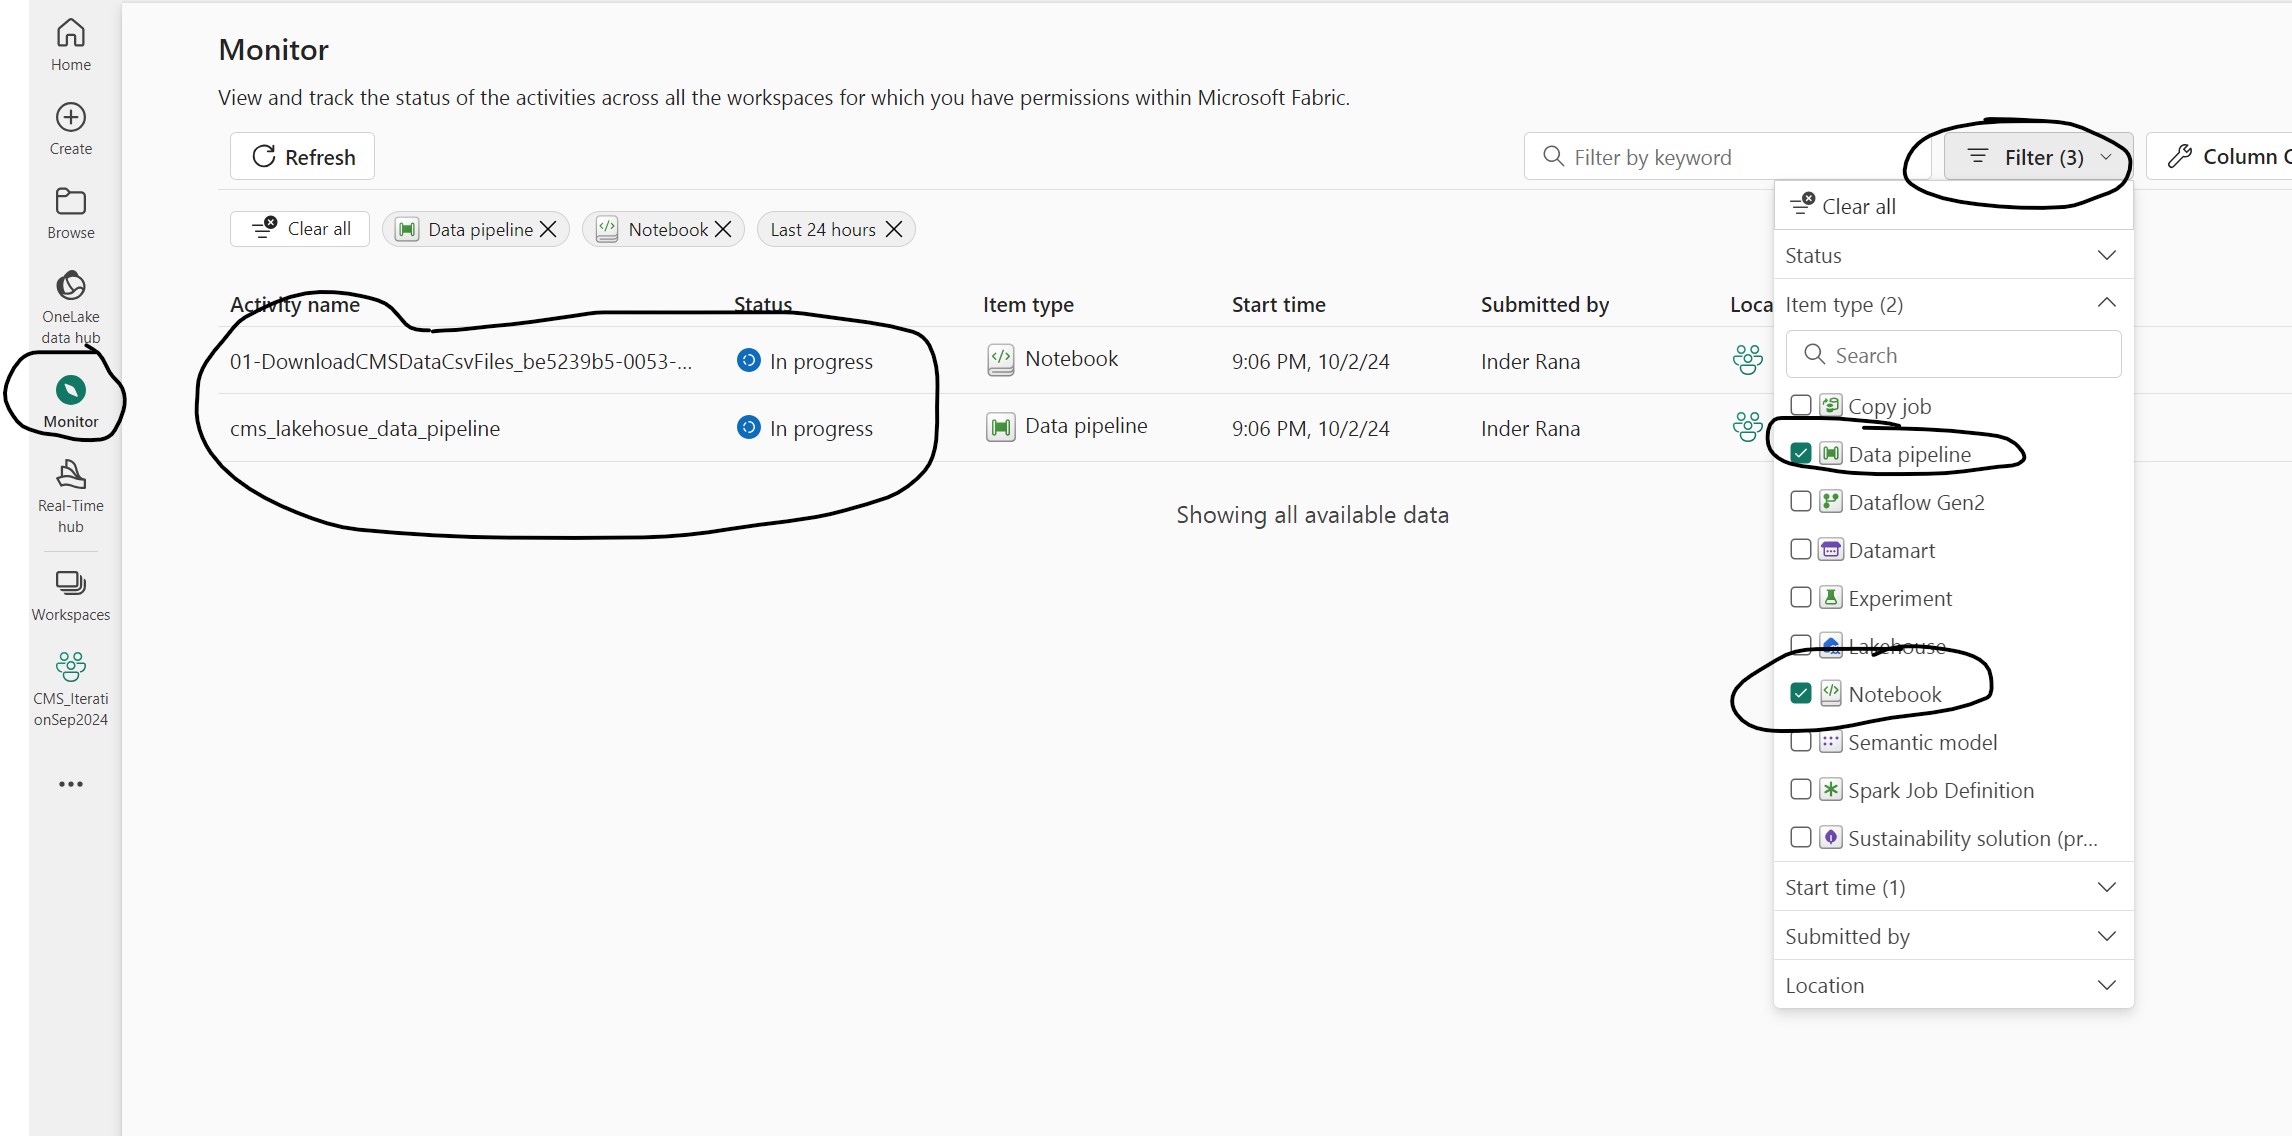 Home
Create
Browse
OneLake
data hub
Monitor
Real-Time
hub
Workspaces
CMS_Iterati
onSep2024
Monitor
View and track the status of the activities across all the workspaces for which you have permissions within Microsoft Fabric.
Refresh
Filter by keyword
Filter (3)
Column
Clear all
Data pipeline
Notebook
Last 24 hours
Activity name Status Item type Start time Submitted by Loca
01-DownloadCMSDataCsvFiles_be5239b5-0053-... In progress Notebook 9:06 PM, 10/2/24 Inder Rana
cms_lakehosue_data_pipeline In progress Data pipeline 9:06 PM, 10/2/24 Inder Rana
Showing all available data
Clear all
Status
Item type (2)
Search
Copy job
Data pipeline
Dataflow Gen2
Datamart
Experiment
Lakehouse
Notebook
Semantic model
Spark Job Definition
Sustainability solution (pr...
Start time (1)
Submitted by
Location